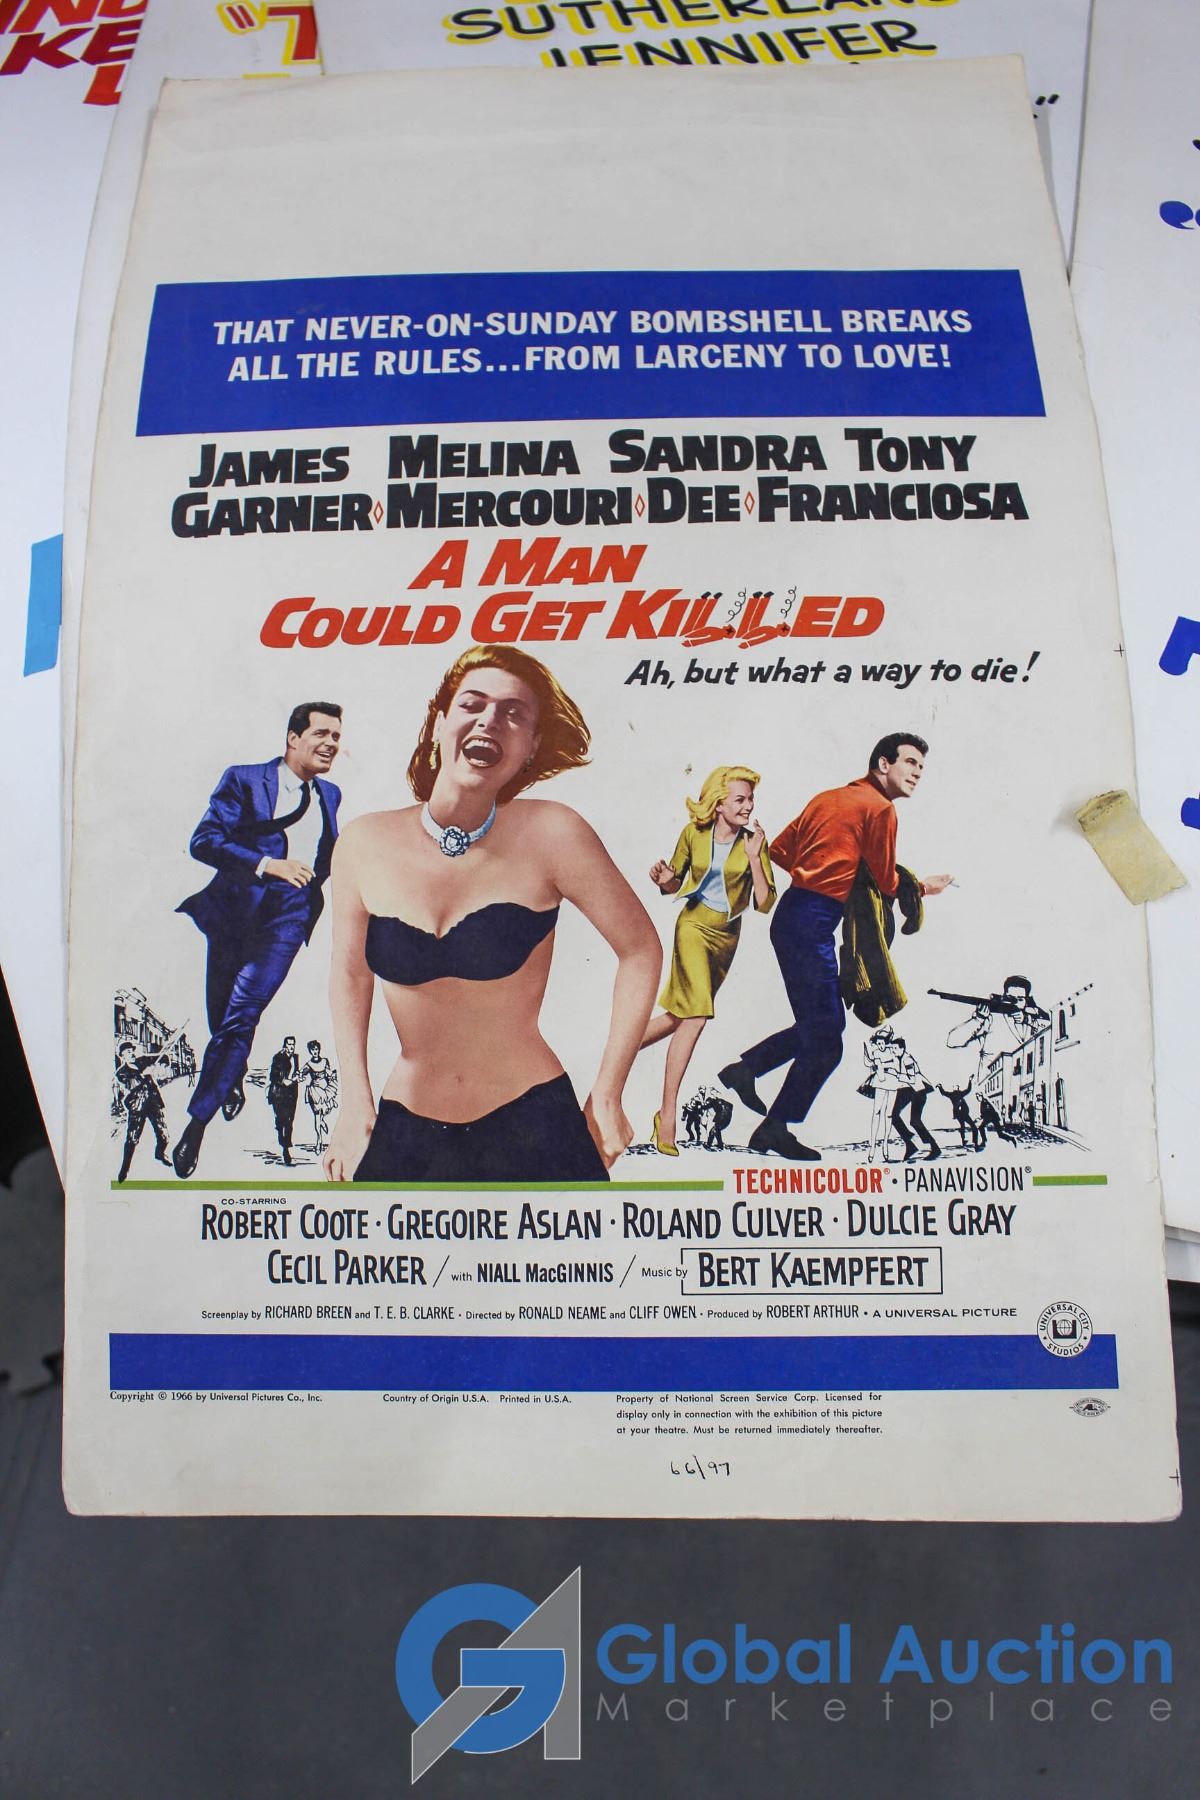 KE
"7
SUTHERLAND
JENNIFER
THAT NEVER-ON-SUNDAY BOMBSHELL BREAKS
ALL THE RULES...FROM LARCENY TO LOVE!
JAMES MELINA SANDRA TONY
GARNER ◊ MERCOURI ◊ DEE ◊ FRANCIOSA
A MAN
COULD GET KILLED
Ah, but what a way to die!
TECHNICOLOR® · PANAVISION®
CO-STARRING
ROBERT COOTE · GREGOIRE ASLAN · ROLAND CULVER · DULCIE GRAY
CECIL PARKER / with NIALL MacGINNIS / Music by BERT KAEMPFERT
Screenplay by RICHARD BREEN and T. E. B. CLARKE · Directed by RONALD NEAME and CLIFF OWEN · Produced by ROBERT ARTHUR · A UNIVERSAL PICTURE
UNIVERSAL CITY STUDIOS
Copyright © 1966 by Universal Pictures Co., Inc. Country of Origin U.S.A. Printed in U.S.A. Property of National Screen Service Corp. Licensed for
display only in connection with the exhibition of this picture
at your theatre. Must be returned immediately thereafter.
66/97
Global Auction
Marketplace